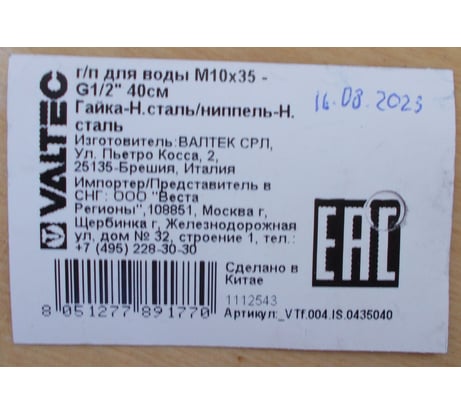 VALTEC
г/п для воды М10х35 -
G1/2" 40см
Гайка-Н.сталь/ниппель-Н.
сталь
16.08.2023
Изготовитель:ВАЛТЕК СРЛ,
Ул. Пьетро Косса, 2,
25135-Брешия, Италия
Импортер/Представитель в
СНГ: ООО "Веста
Регионы",108851, Москва г,
Щербинка г, Железнодорожная
ул, дом № 32, строение 1, тел.:
+7 (495) 228-30-30
EAC
Сделано в
Китае
1112543
8 051277 891770
Артикул:_VTf.004.IS.0435040